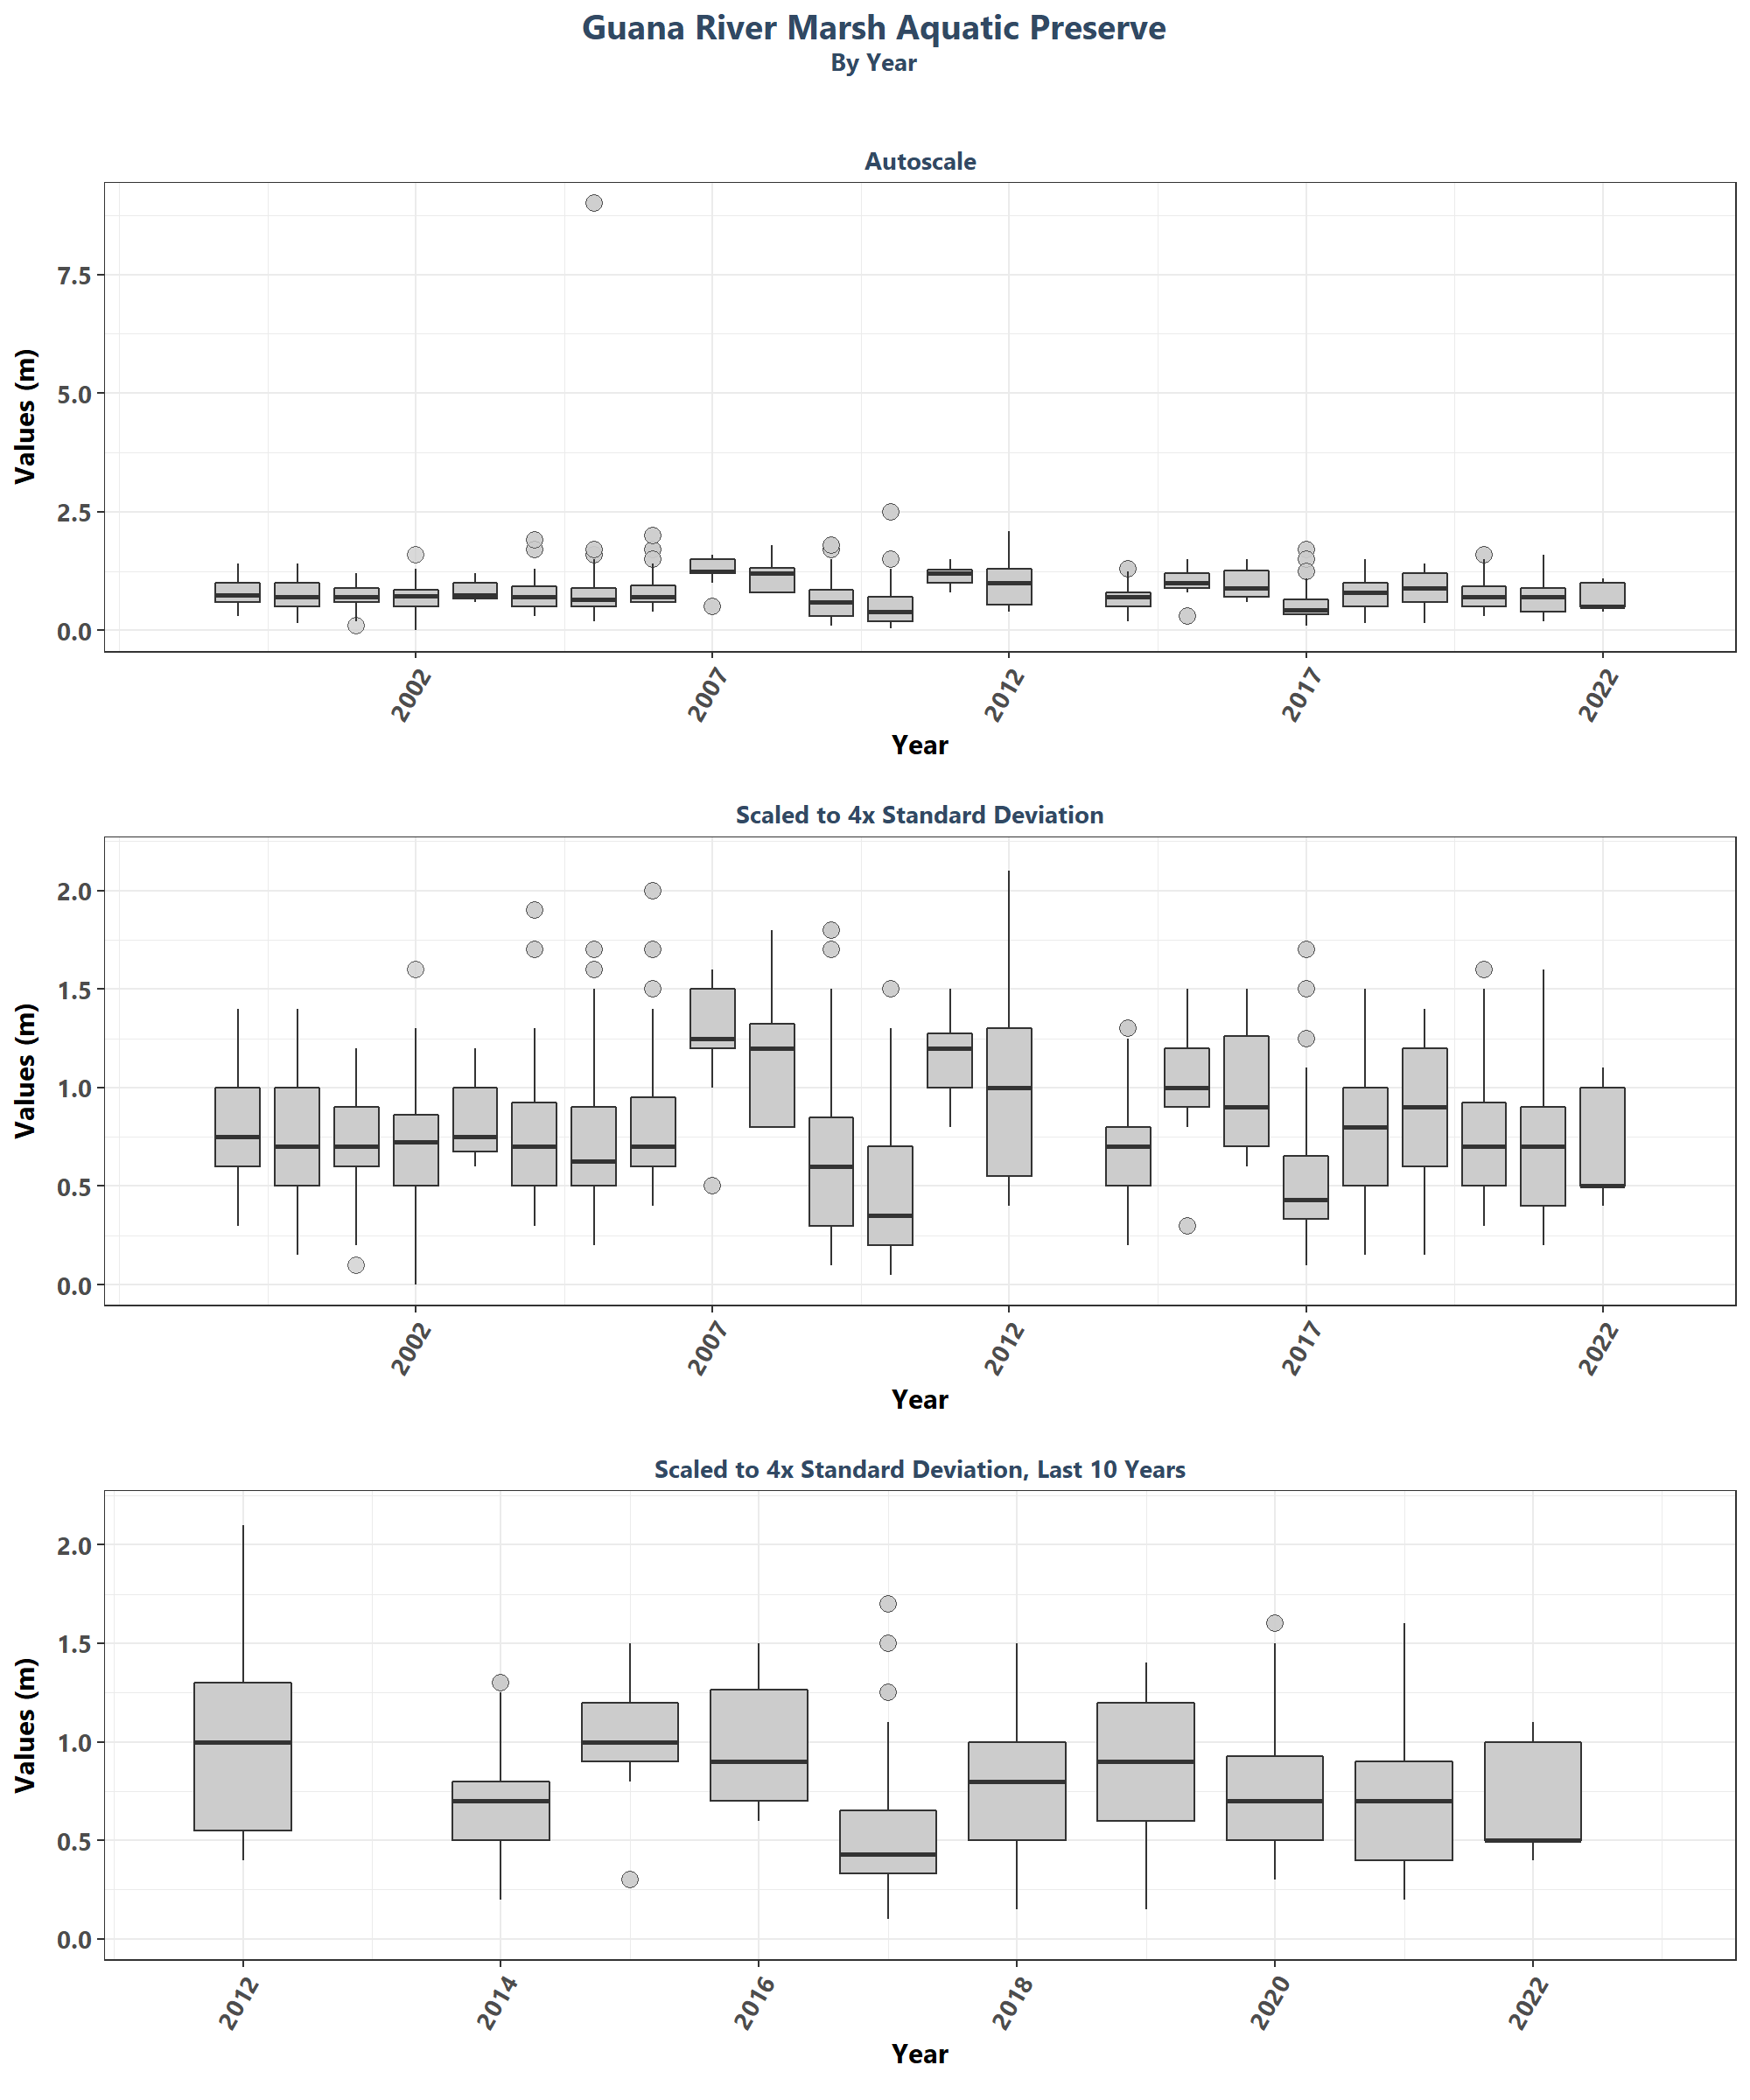 Guana River Marsh Aquatic Preserve
By Year
Autoscale
Values (m)
7.5
5.0
2.5
0.0
2002 2007 2012 2017 2022
Year
Scaled to 4x Standard Deviation
Values (m)
2.0
1.5
1.0
0.5
0.0
2002 2007 2012 2017 2022
Year
Scaled to 4x Standard Deviation, Last 10 Years
Values (m)
2.0
1.5
1.0
0.5
0.0
2012 2014 2016 2018 2020 2022
Year